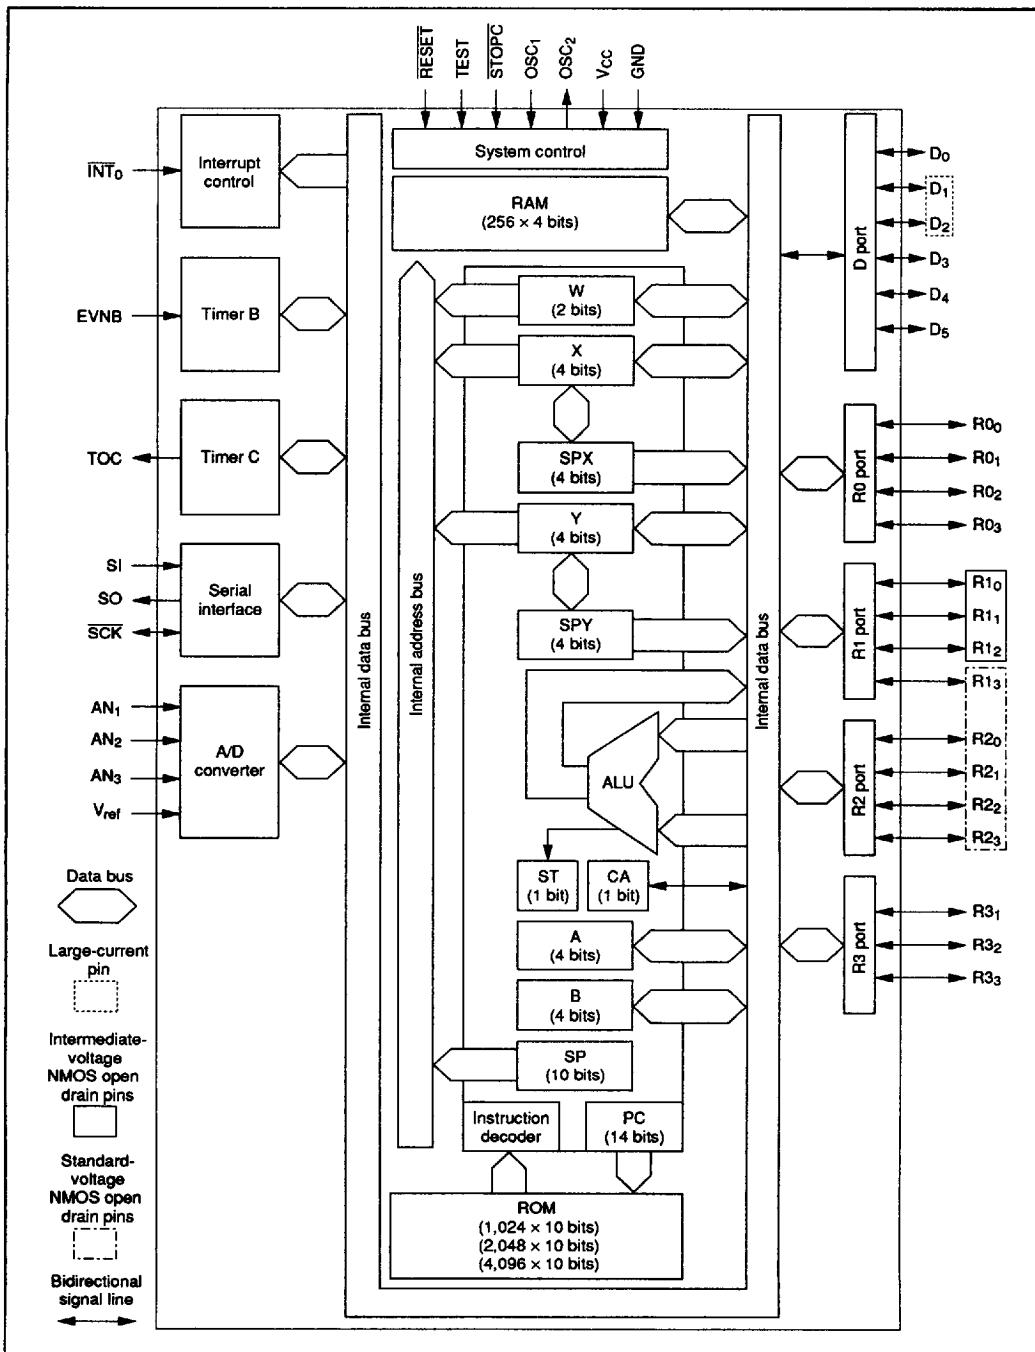 RESET
TEST
STOPC
OSC₁
OSC₂
VCC
GND
System control
RAM
(256 × 4 bits)
Interrupt
control
INT₀
Timer B
EVNB
Timer C
TOC
Serial
interface
SI
SO
SCK
A/D
converter
AN₁
AN₂
AN₃
Vref
Internal data bus
Internal address bus
W
(2 bits)
X
(4 bits)
SPX
(4 bits)
Y
(4 bits)
SPY
(4 bits)
ALU
ST
(1 bit)
CA
(1 bit)
A
(4 bits)
B
(4 bits)
SP
(10 bits)
Instruction
decoder
PC
(14 bits)
ROM
(1,024 × 10 bits)
(2,048 × 10 bits)
(4,096 × 10 bits)
Internal data bus
D port
D₀
D₁
D₂
D₃
D₄
D₅
R0 port
R0₀
R0₁
R0₂
R0₃
R1 port
R1₀
R1₁
R1₂
R1₃
R2 port
R2₀
R2₁
R2₂
R2₃
R3 port
R3₁
R3₂
R3₃
Data bus
Large-current
pin
Intermediate-
voltage
NMOS open
drain pins
Standard-
voltage
NMOS open
drain pins
Bidirectional
signal line